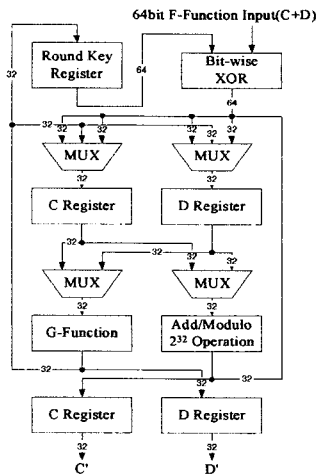 64bit F-Function Input(C+D)
32
Round Key
Register
64
Bit-wise
XOR
64
32 32 32 32 32 32
MUX MUX
32 32
C Register D Register
32 32 32 32
MUX MUX
32 32
G-Function
Add/Modulo
2³² Operation
32 32
32 32
C Register D Register
32 32
C' D'